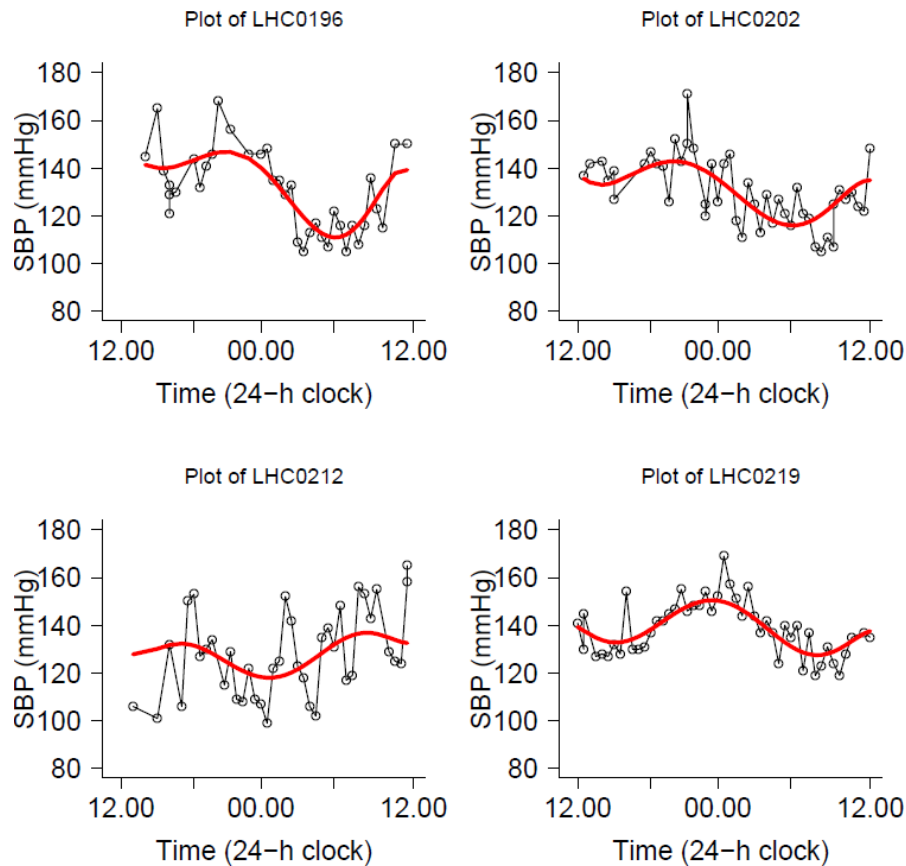 Plot of LHC0196
180
160
140
120
100
80
SBP (mmHg)
12.00 00.00 12.00
Time (24−h clock)
Plot of LHC0202
180
160
140
120
100
80
SBP (mmHg)
12.00 00.00 12.00
Time (24−h clock)
Plot of LHC0212
180
160
140
120
100
80
SBP (mmHg)
12.00 00.00 12.00
Time (24−h clock)
Plot of LHC0219
180
160
140
120
100
80
SBP (mmHg)
12.00 00.00 12.00
Time (24−h clock)